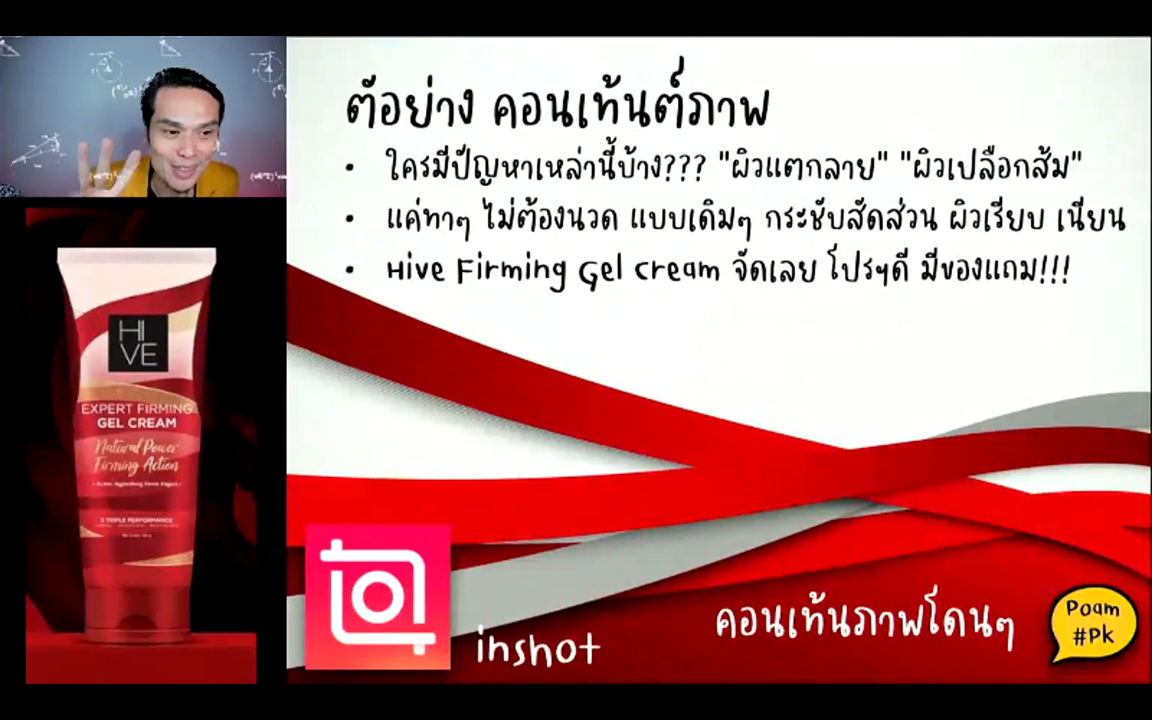 ตัวอย่าง คอนเท้นต์ภาพ
• ใครมีปัญหาเหล่านี้บ้าง??? "ผิวแตกลาย" "ผิวเปลือกส้ม"
• แค่ทาๆ ไม่ต้องนวด แบบเดิมๆ กระชับสัดส่วน ผิวเรียบ เนียน
• Hive Firming Gel cream จัดเลย โปรฯดี มีของแถม!!!
HI
VE
EXPERT FIRMING
GEL CREAM
Natural Power
Firming Action
3 TRIPLE PERFORMANCE
inshot
คอนเท้นภาพโดนๆ
Poam
#Pk